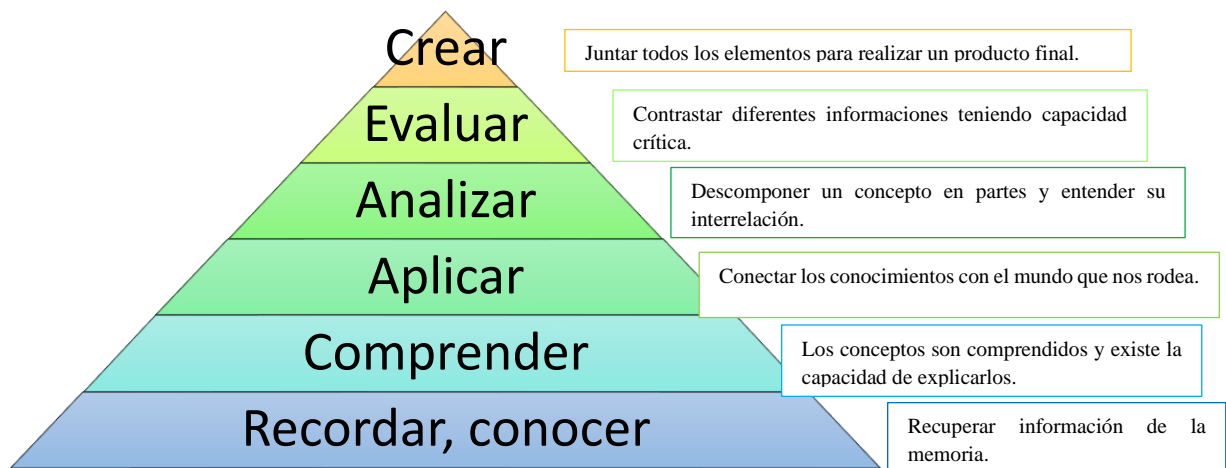 Crear
Juntar todos los elementos para realizar un producto final.
Evaluar
Contrastar diferentes informaciones teniendo capacidad
crítica.
Analizar
Descomponer un concepto en partes y entender su
interrelación.
Aplicar
Conectar los conocimientos con el mundo que nos rodea.
Comprender
Los conceptos son comprendidos y existe la
capacidad de explicarlos.
Recordar, conocer
Recuperar información de la
memoria.